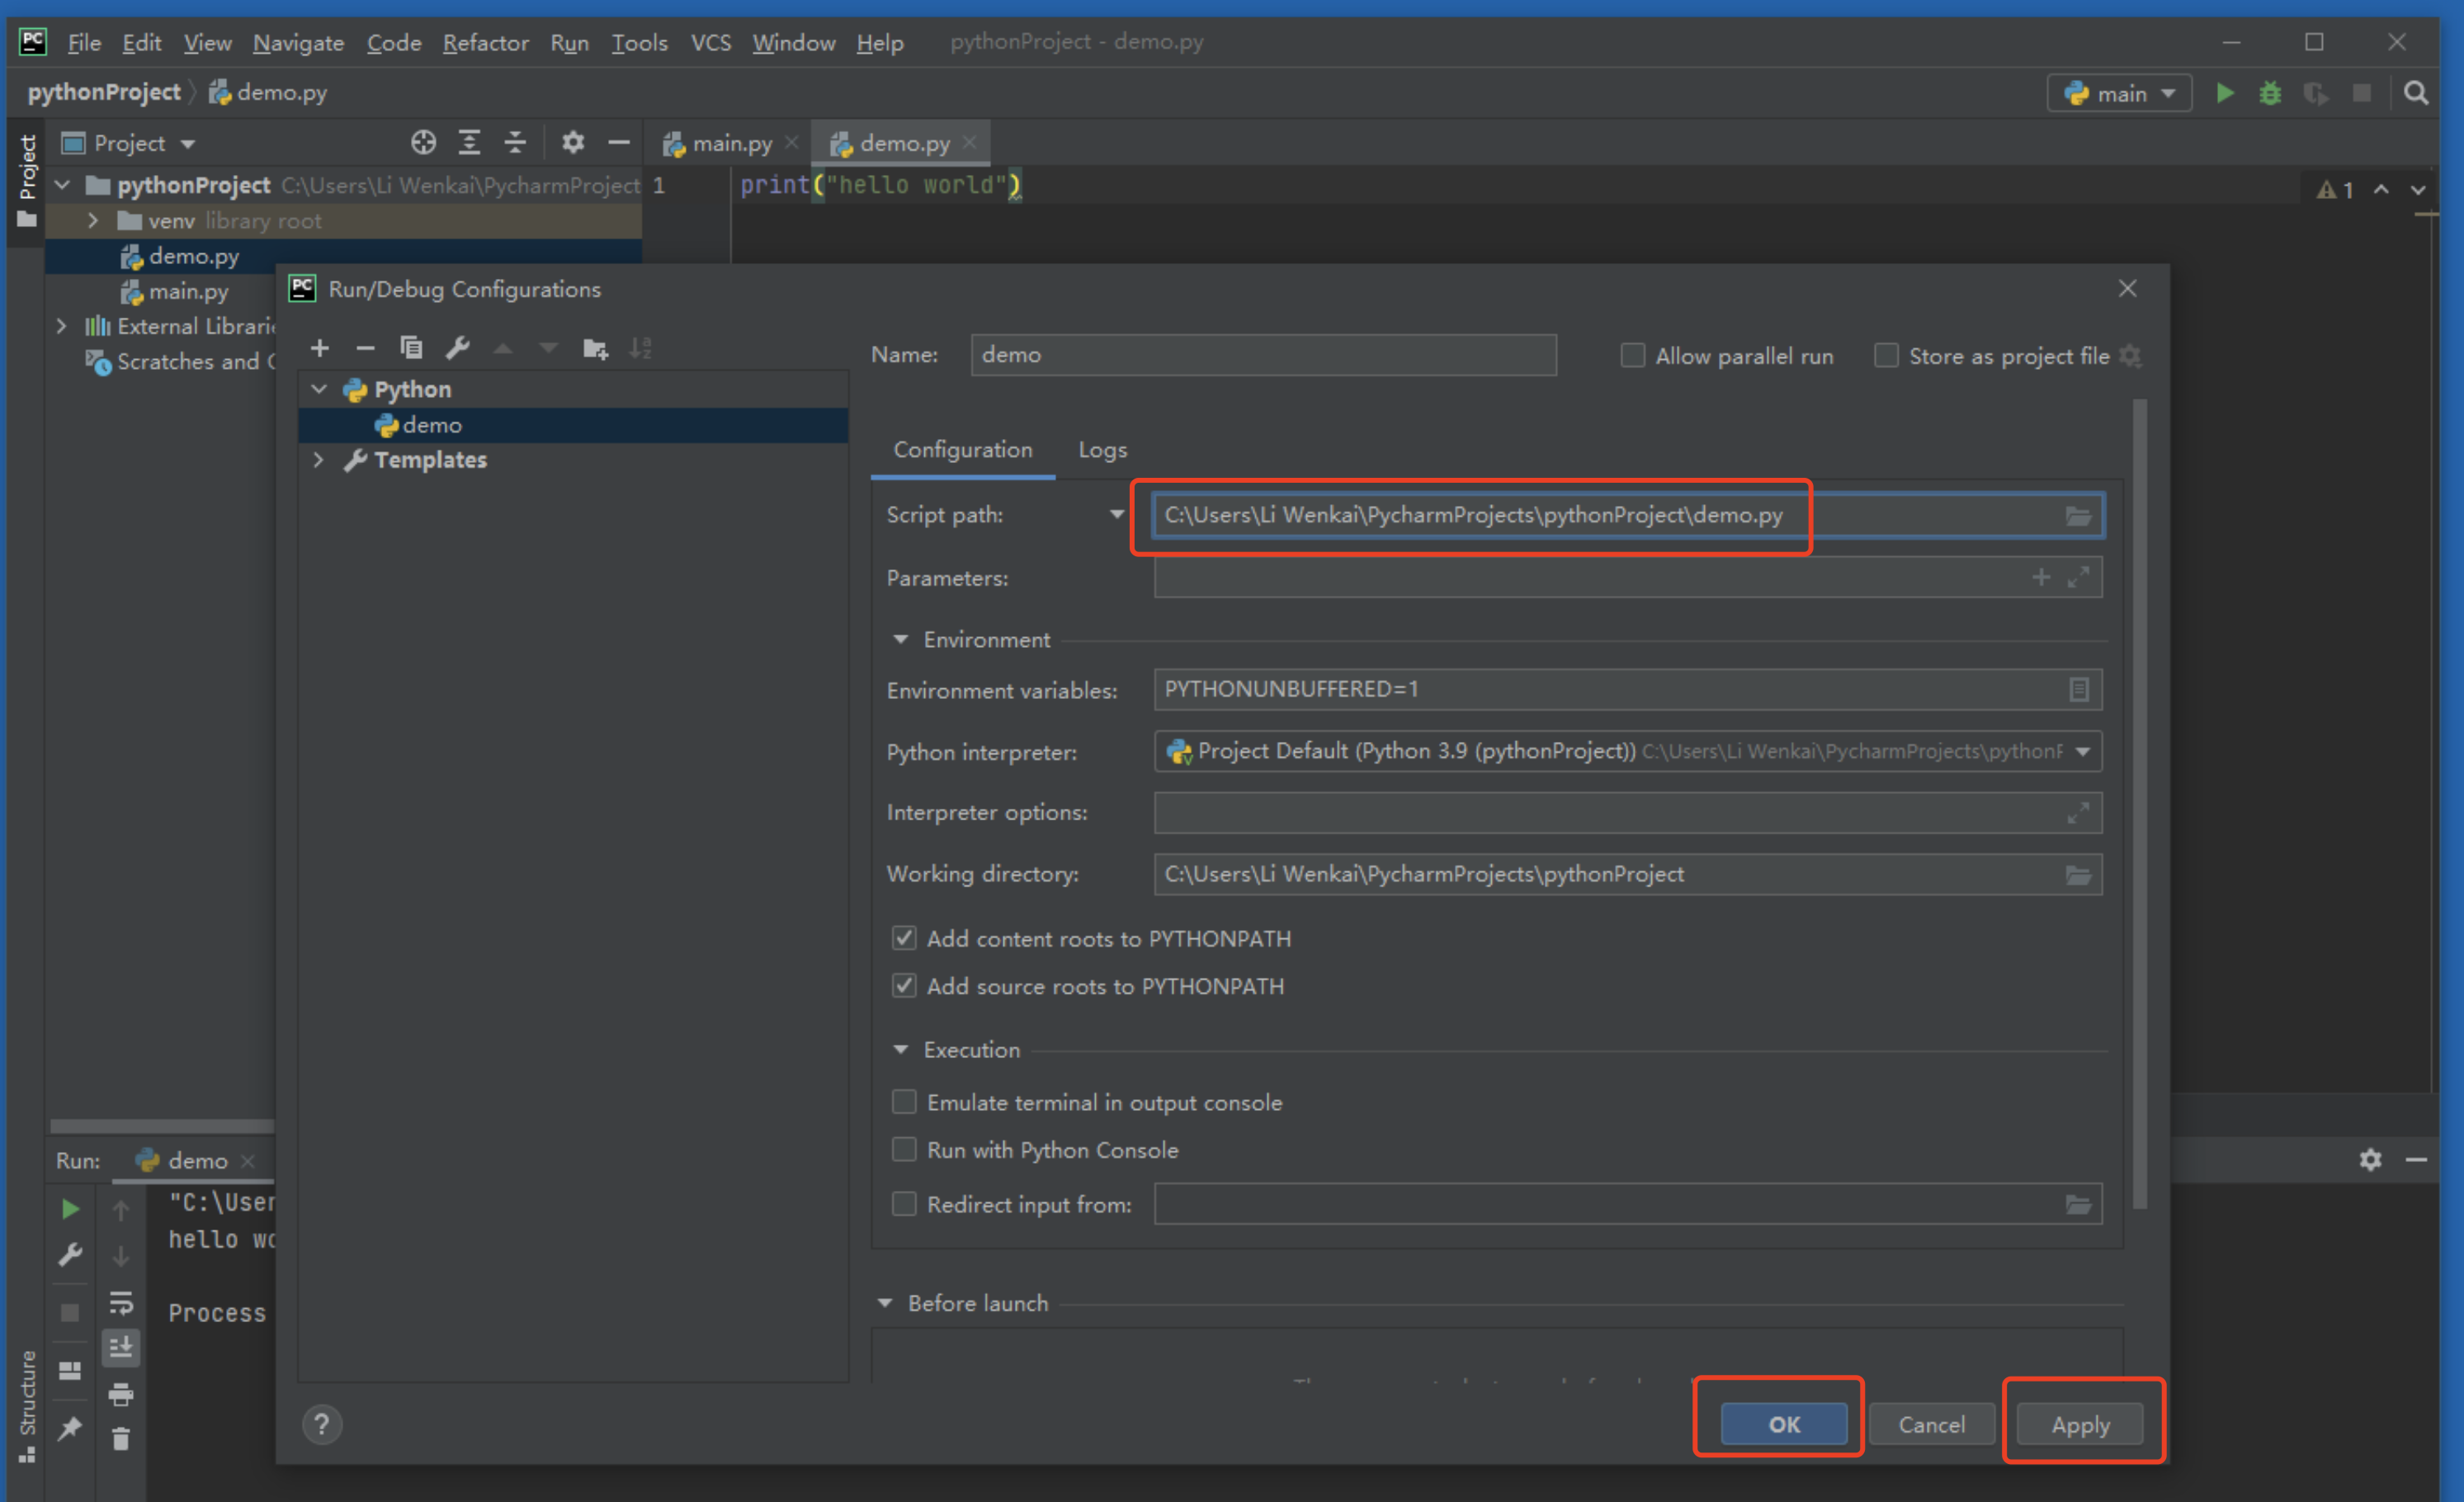 PC File Edit View Navigate Code Refactor Run Tools VCS Window Help pythonProject - demo.py
pythonProject demo.py main
Project Project main.py demo.py
pythonProject C:\Users\Li Wenkai\PycharmProject 1 print("hello world") 1
venv library root
demo.py
main.py
External Librari
Scratches and
PC Run/Debug Configurations
Name: demo Allow parallel run Store as project file
Python
demo
Templates
Configuration Logs
Script path: C:\Users\Li Wenkai\PycharmProjects\pythonProject\demo.py
Parameters:
Environment
Environment variables: PYTHONUNBUFFERED=1
Python interpreter: Project Default (Python 3.9 (pythonProject)) C:\Users\Li Wenkai\PycharmProjects\pythonP
Interpreter options:
Working directory: C:\Users\Li Wenkai\PycharmProjects\pythonProject
Add content roots to PYTHONPATH
Add source roots to PYTHONPATH
Execution
Emulate terminal in output console
Run with Python Console
Redirect input from:
Before launch
Run: demo
"C:\User
hello wo
Process
Structure
? OK Cancel Apply